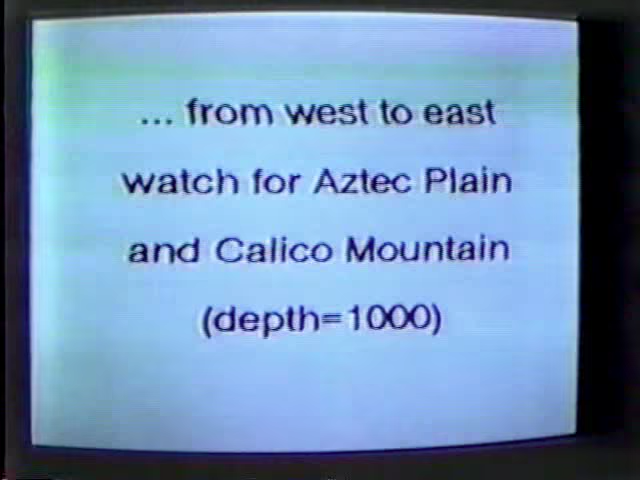 ... from west to east
watch for Aztec Plain
and Calico Mountain
(depth=1000)